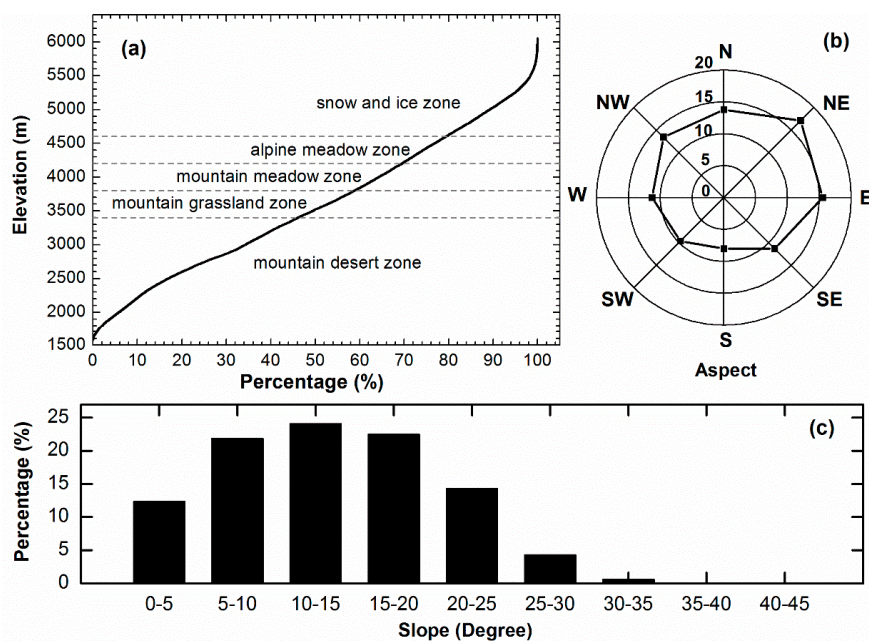 (a)
6000
5500
5000
4500
4000
3500
3000
2500
2000
1500
Elevation (m)
snow and ice zone
alpine meadow zone
mountain meadow zone
mountain grassland zone
mountain desert zone
0 10 20 30 40 50 60 70 80 90 100
Percentage (%)
(b)
N
NE
E
SE
S
SW
W
NW
20
15
10
5
0
Aspect
(c)
25
20
15
10
5
0
Percentage (%)
0-5 5-10 10-15 15-20 20-25 25-30 30-35 35-40 40-45
Slope (Degree)